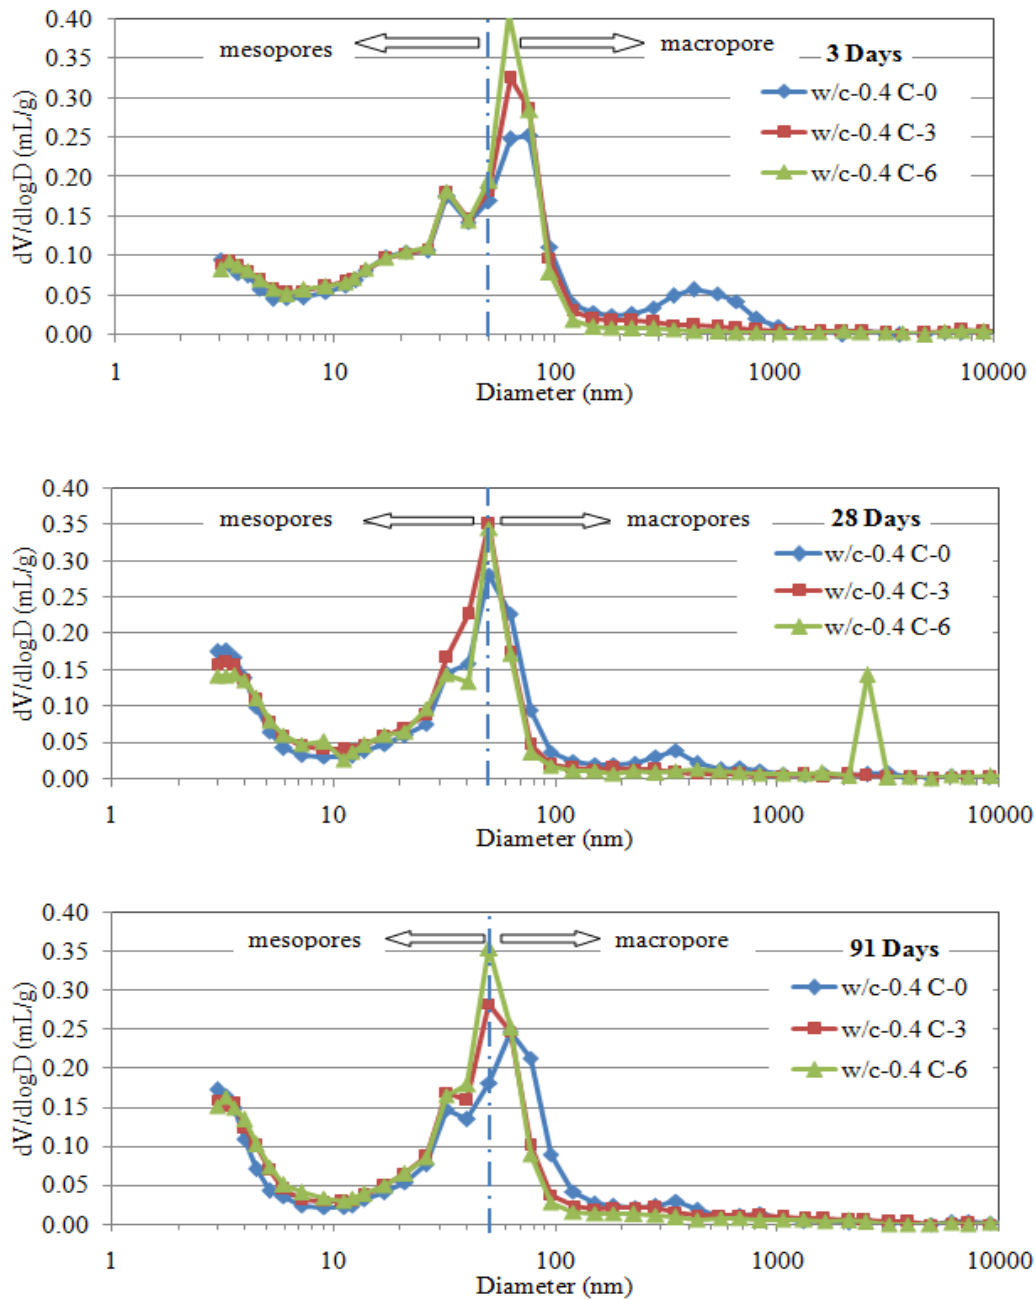 0.40
mesopores
macropore
3 Days
0.35
0.30
w/c-0.4 C-0
0.25
w/c-0.4 C-3
0.20
w/c-0.4 C-6
0.15
0.10
0.05
0.00
dV/dlogD (mL/g)
1 10 100 1000 10000
Diameter (nm)
0.40
mesopores
macropores
28 Days
0.35
0.30
w/c-0.4 C-0
0.25
w/c-0.4 C-3
0.20
w/c-0.4 C-6
0.15
0.10
0.05
0.00
dV/dlogD (mL/g)
1 10 100 1000 10000
Diameter (nm)
0.40
mesopores
macropore
91 Days
0.35
0.30
w/c-0.4 C-0
0.25
w/c-0.4 C-3
0.20
w/c-0.4 C-6
0.15
0.10
0.05
0.00
dV/dlogD (mL/g)
1 10 100 1000 10000
Diameter (nm)